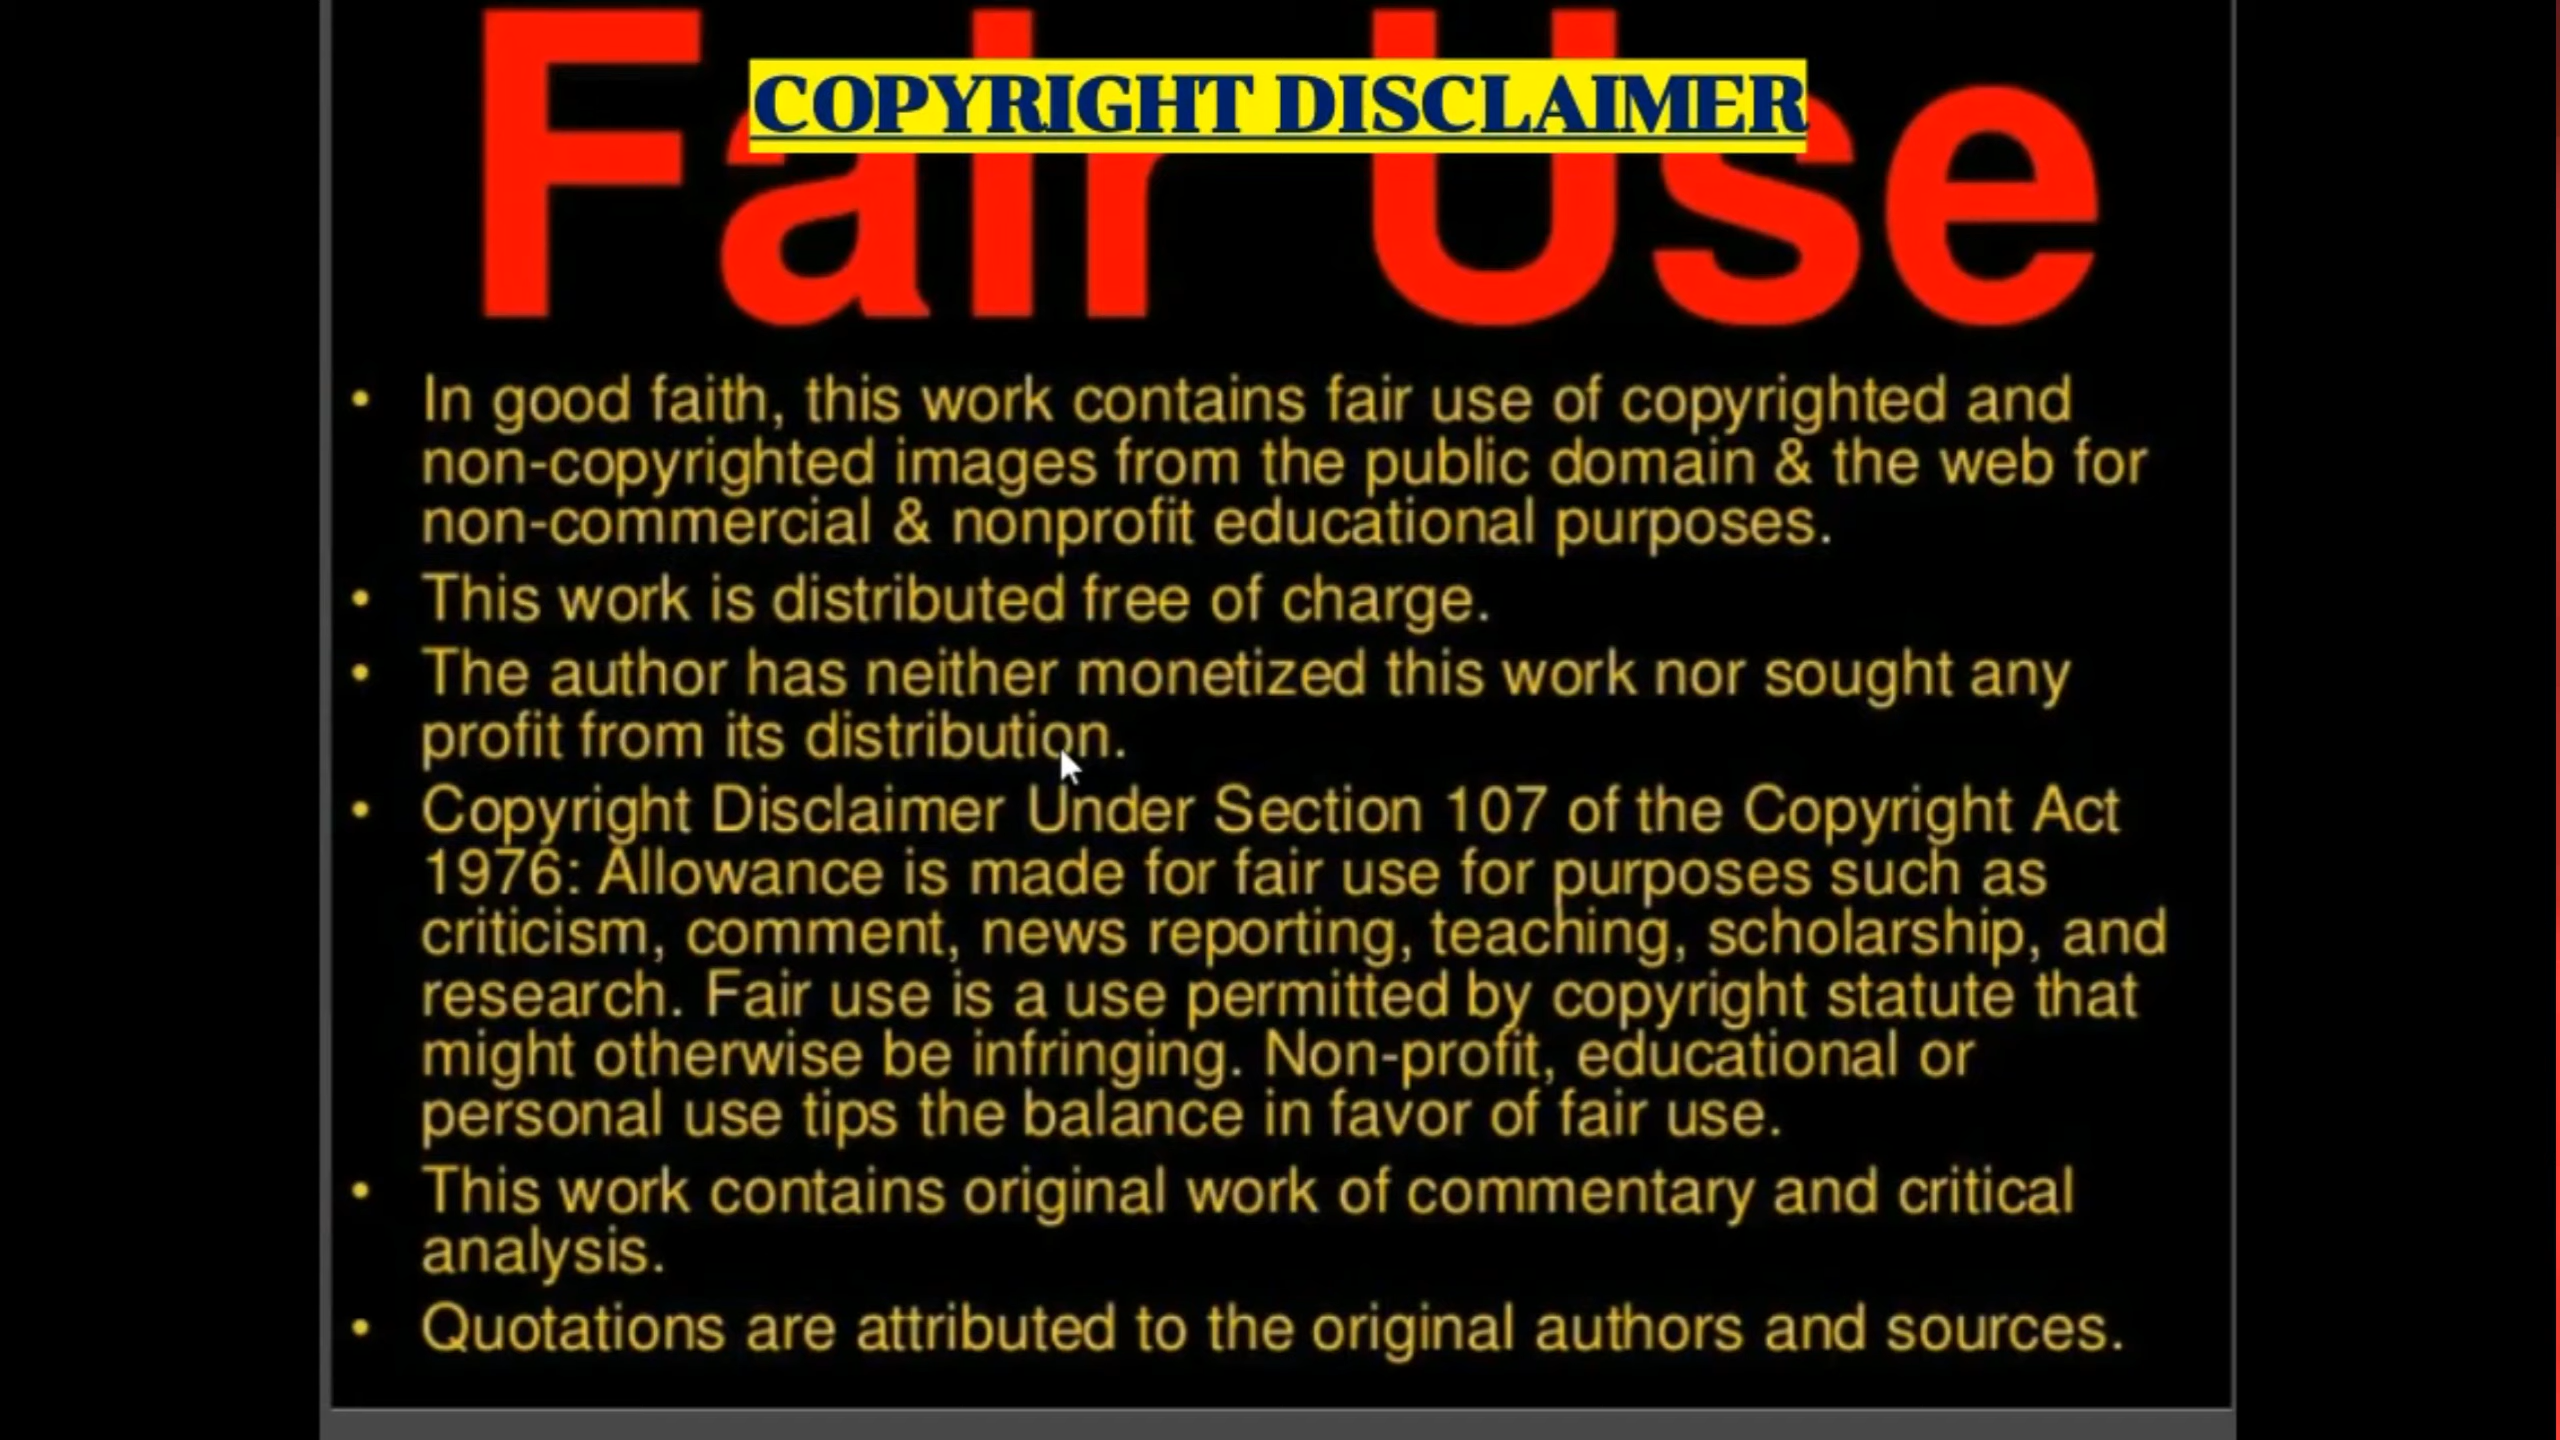 COPYRIGHT DISCLAIMER
Fair Use
• In good faith, this work contains fair use of copyrighted and
non-copyrighted images from the public domain & the web for
non-commercial & nonprofit educational purposes.
• This work is distributed free of charge.
• The author has neither monetized this work nor sought any
profit from its distribution.
• Copyright Disclaimer Under Section 107 of the Copyright Act
1976: Allowance is made for fair use for purposes such as
criticism, comment, news reporting, teaching, scholarship, and
research. Fair use is a use permitted by copyright statute that
might otherwise be infringing. Non-profit, educational or
personal use tips the balance in favor of fair use.
• This work contains original work of commentary and critical
analysis.
• Quotations are attributed to the original authors and sources.